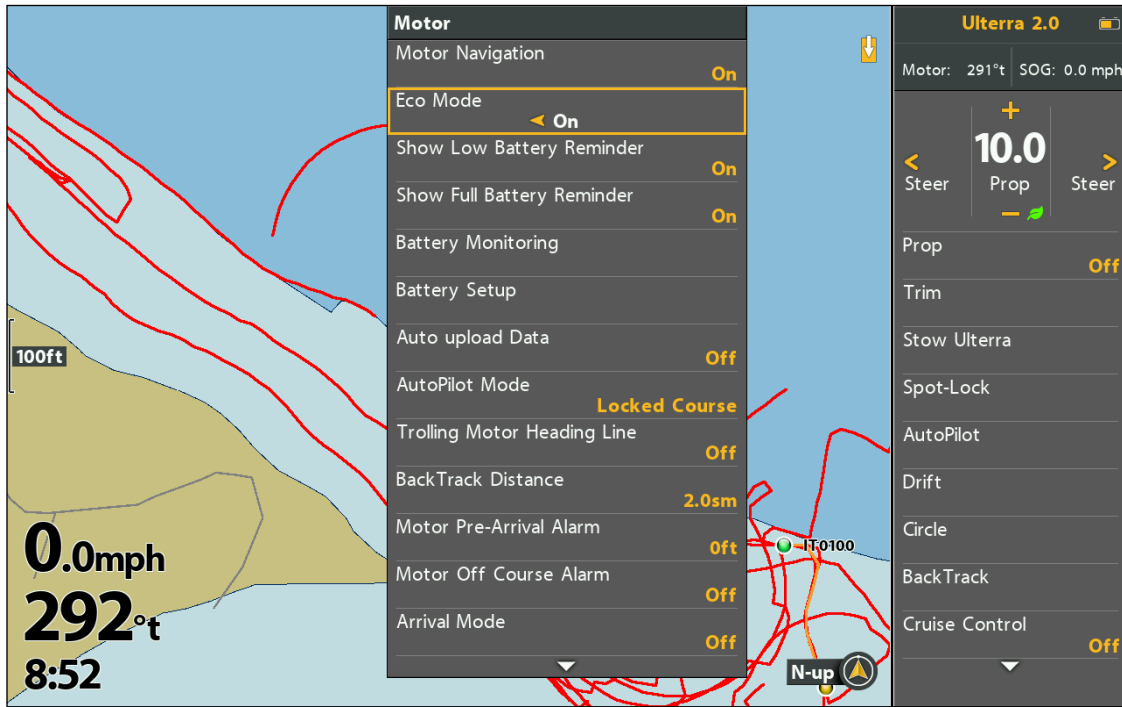 Motor
Motor Navigation
On
Eco Mode
On
Show Low Battery Reminder
On
Show Full Battery Reminder
On
Battery Monitoring
Battery Setup
Auto upload Data
Off
AutoPilot Mode
Locked Course
Trolling Motor Heading Line
Off
BackTrack Distance
2.0sm
Motor Pre-Arrival Alarm
0ft
Motor Off Course Alarm
Off
Arrival Mode
Off
100ft
0.0mph
292°t
8:52
IT0100
N-up
Ulterra 2.0
Motor: 291°t SOG: 0.0 mph
+
10.0
< Steer Prop Steer >
−
Prop
Off
Trim
Stow Ulterra
Spot-Lock
AutoPilot
Drift
Circle
BackTrack
Cruise Control
Off